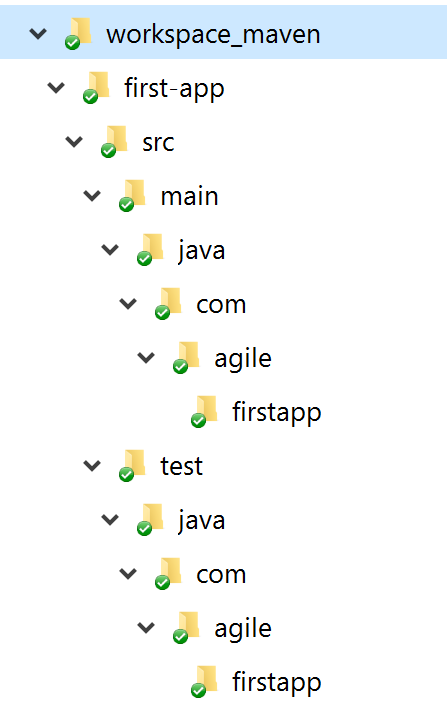 workspace_maven
first-app
src
main
java
com
agile
firstapp
test
java
com
agile
firstapp